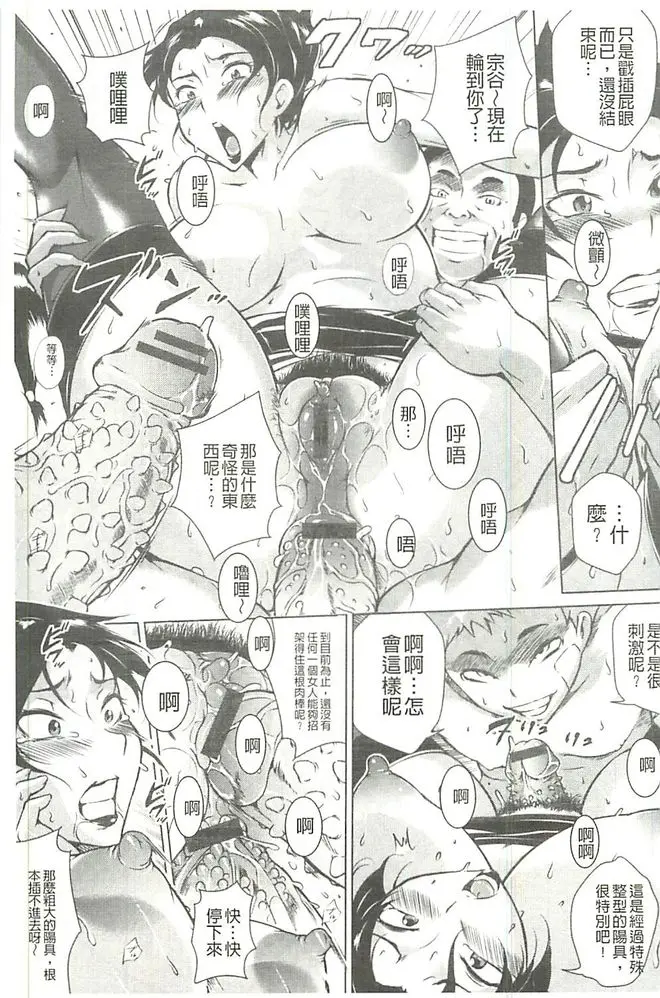 只是戳插屁眼
而已，還沒結
束呢…
微顫～
…什
麼？
宗谷～現在
輪到你了…
啊～
噗哩哩
啊
呼唔
呼唔
噗哩哩
等等…
那是什麼
奇怪的東
西呢…？
那…
呼唔
呼唔
唔
嚕哩～
是不是很
刺激呢？
啊啊…怎
會這樣呢
啊
啊
啊啊
這是經過特殊
整型的陽具，
很特別吧！
到目前為止，還沒有
任何一個女人能夠招
架得住這根肉棒呢？
啊
啊
啊
啊
啊
快…快
停下來
那麼粗大的陽具，根
本插不進去呀～